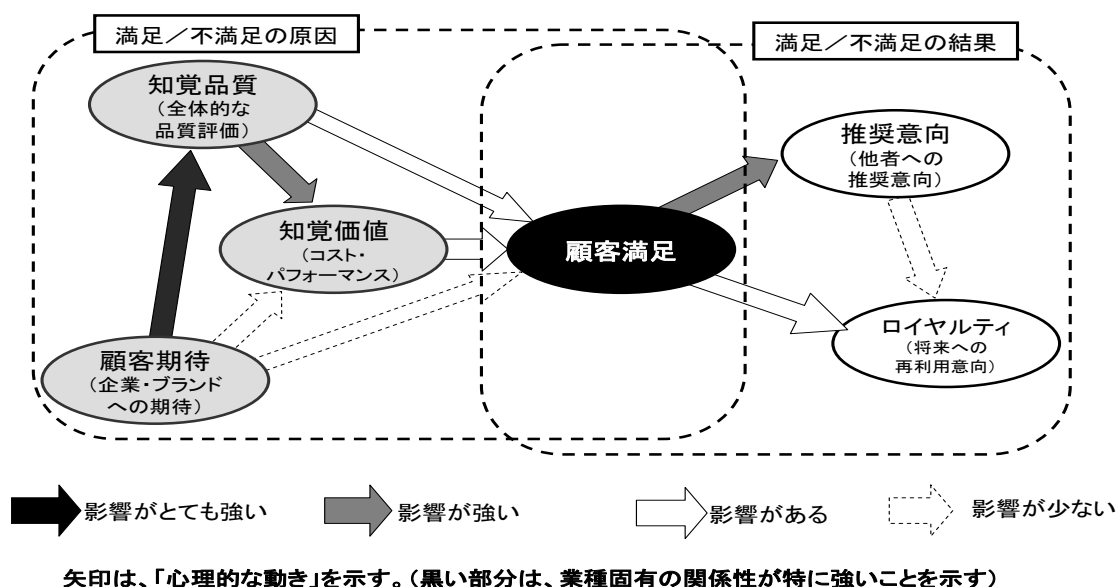 満足／不満足の原因
満足／不満足の結果
知覚品質
（全体的な
品質評価）
推奨意向
（他者への
推奨意向）
知覚価値
（コスト・
パフォーマンス）
顧客満足
顧客期待
（企業・ブランド
への期待）
ロイヤルティ
（将来への
再利用意向）
影響がとても強い
影響が強い
影響がある
影響が少ない
矢印は、「心理的な動き」を示す。（黒い部分は、業種固有の関係性が特に強いことを示す）